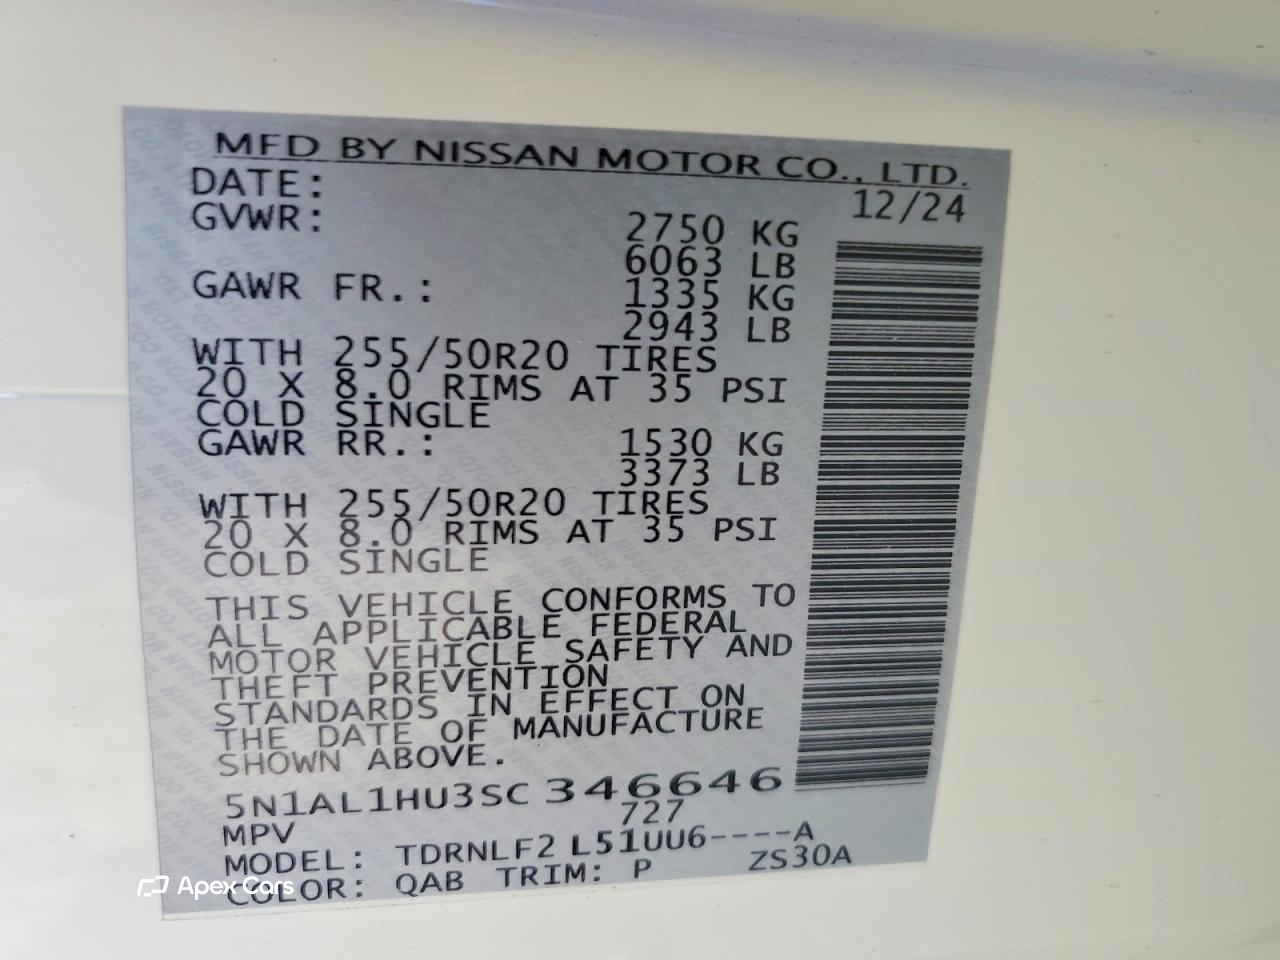 MFD BY NISSAN MOTOR CO., LTD.
DATE: 12/24
GVWR: 2750 KG
6063 LB
GAWR FR.: 1335 KG
2943 LB
WITH 255/50R20 TIRES
20 X 8.0 RIMS AT 35 PSI
COLD SINGLE
GAWR RR.: 1530 KG
3373 LB
WITH 255/50R20 TIRES
20 X 8.0 RIMS AT 35 PSI
COLD SINGLE
THIS VEHICLE CONFORMS TO
ALL APPLICABLE FEDERAL
MOTOR VEHICLE SAFETY AND
THEFT PREVENTION
STANDARDS IN EFFECT ON
THE DATE OF MANUFACTURE
SHOWN ABOVE.
5N1AL1HU3SC 346646
MPV 727
MODEL: TDRNLF2 L51UU6----A
COLOR: QAB TRIM: P ZS30A
Apex Cars